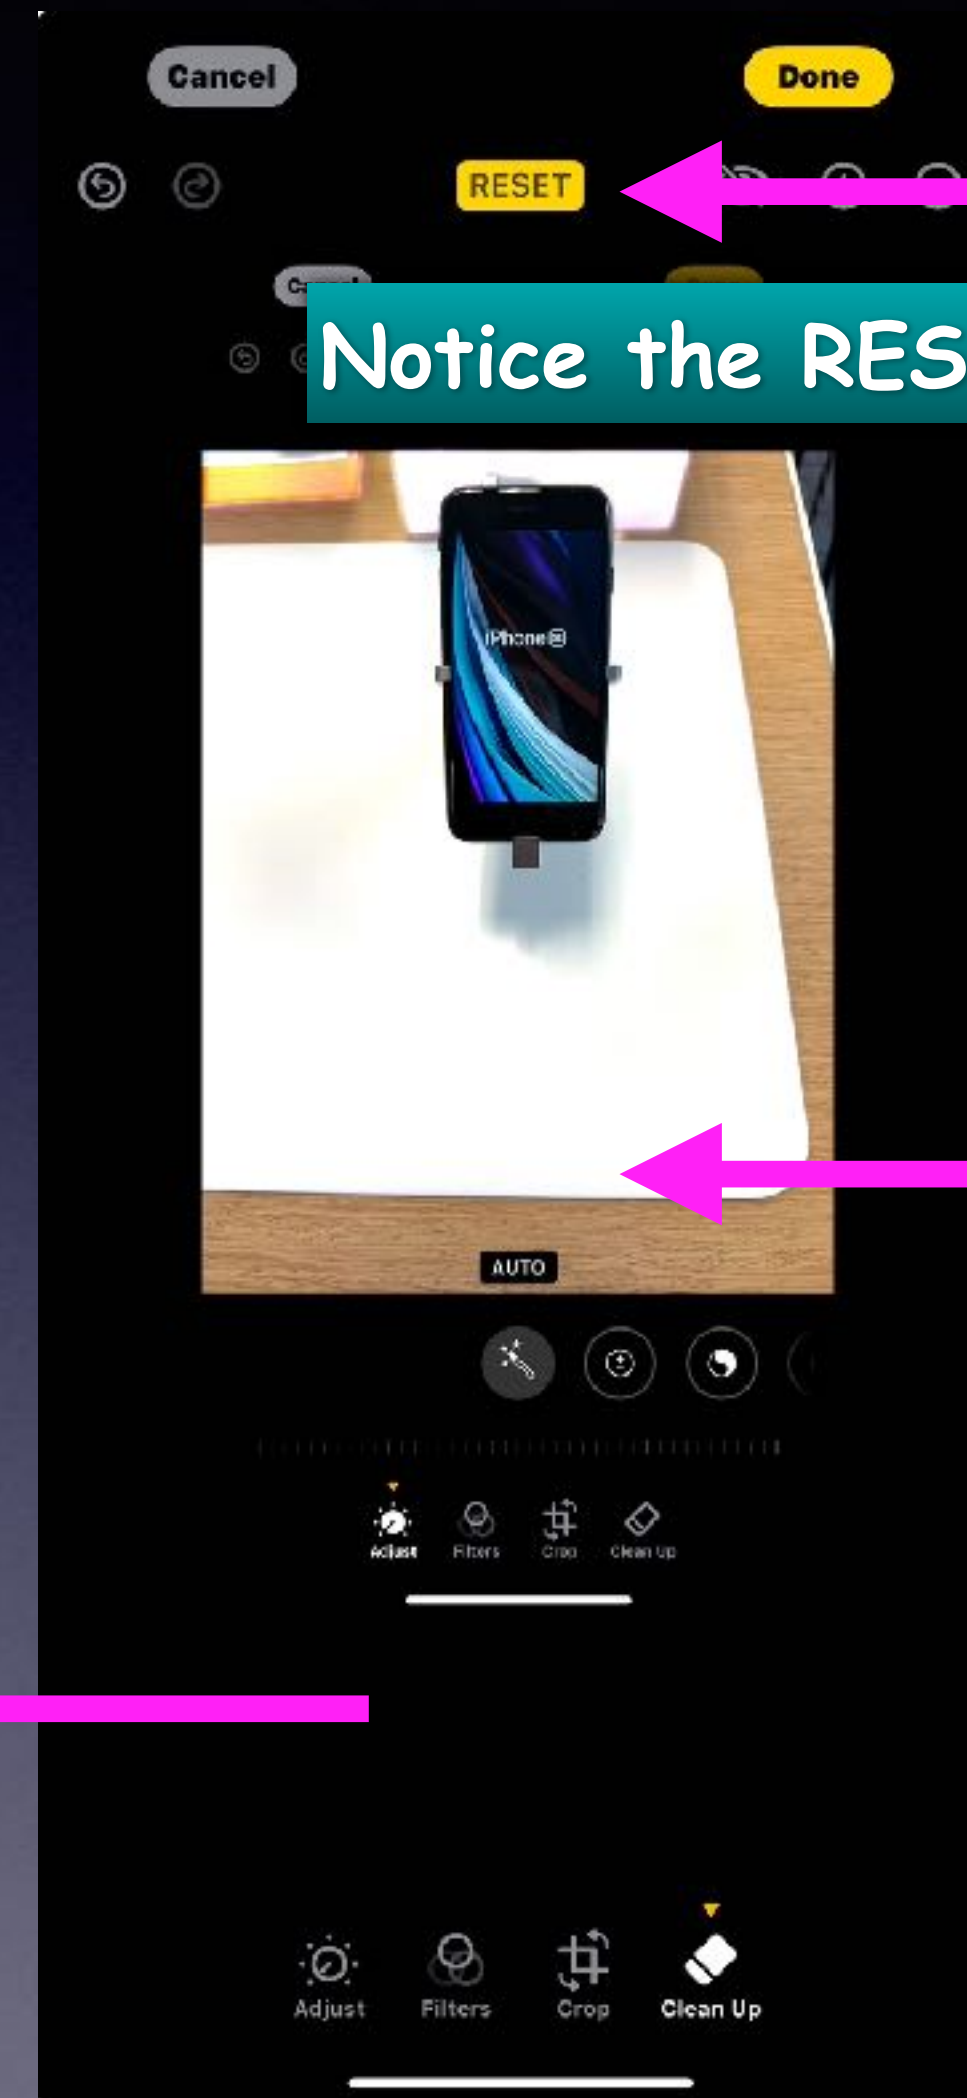 Cancel Done
RESET
Notice the RES
iPhone
AUTO
Adjust Filters Crop Clean Up
Adjust Filters Crop Clean Up